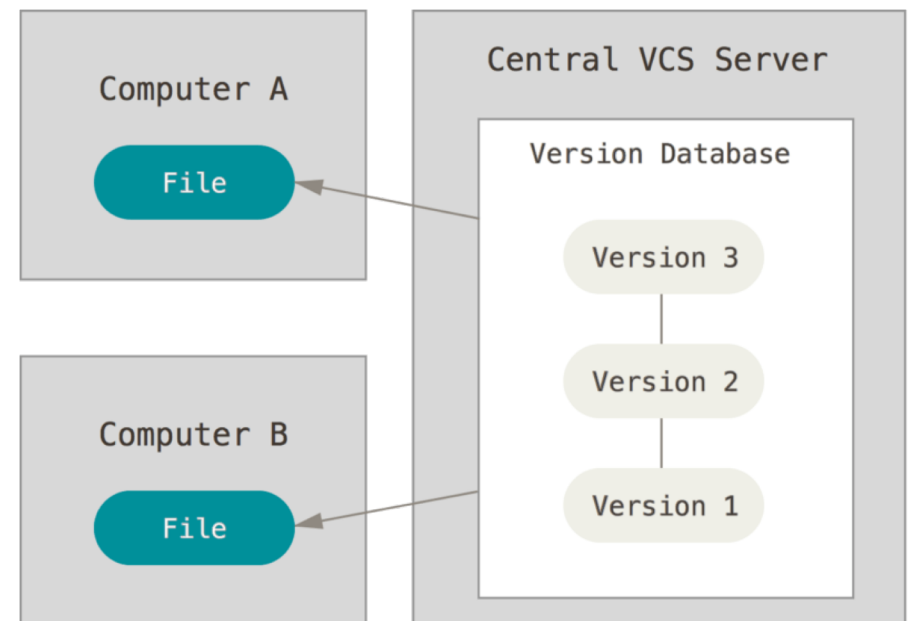 Computer A
File
Computer B
File
Central VCS Server
Version Database
Version 3
Version 2
Version 1